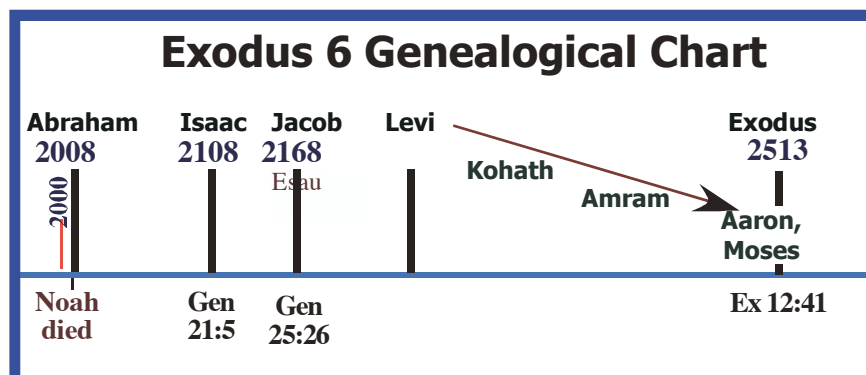 Exodus 6 Genealogical Chart
Abraham Isaac Jacob Levi Exodus
2008 2108 2168 2513
Esau
2000
Kohath
Amram
Aaron,
Moses
Noah
died
Gen
21:5
Gen
25:26
Ex 12:41